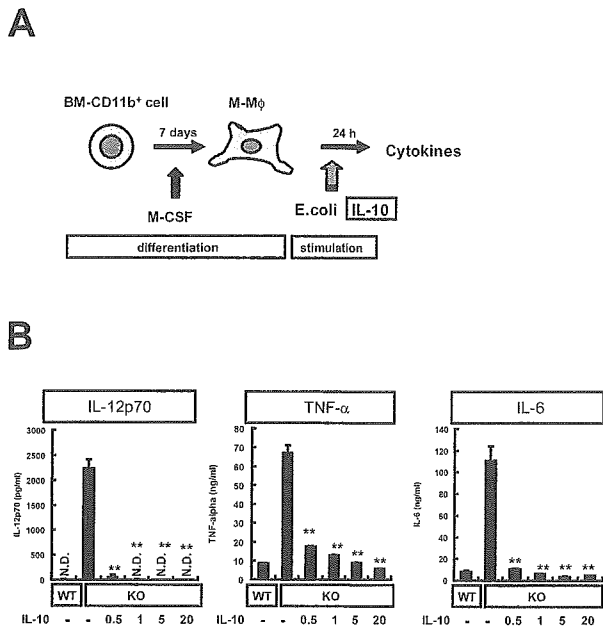 A
BM-CD11b+ cell
M-Mϕ
7 days
24 h
Cytokines
M-CSF
E.coli IL-10
differentiation
stimulation
B
IL-12p70
IL-12p70 (pg/ml)
3000
2500
2000
1500
1000
500
0
N.D.
**
**
N.D.
**
N.D.
**
N.D.
WT
KO
IL-10 - - 0.5 1 5 20
TNF-α
TNF-alpha (ng/ml)
80
70
60
50
40
30
20
10
0
**
**
**
**
WT
KO
- - 0.5 1 5 20
IL-6
IL-6 (ng/ml)
140
120
100
80
60
40
20
0
** ** ** **
WT
KO
IL-10 - - 0.5 1 5 20